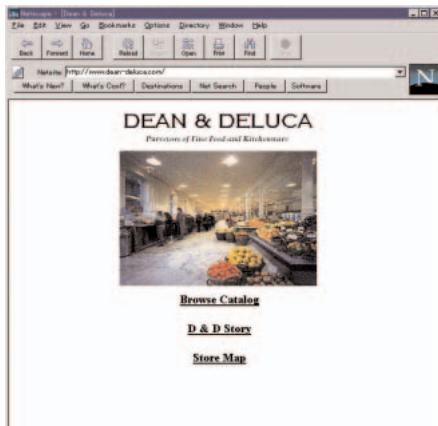 Netscape - [Dean & Deluca]
File Edit View Go Bookmarks Options Directory Window Help
Back Forward Home Reload Open Print Find
Netsite: http://www.dean-deluca.com/
What's New? What's Cool? Destinations Net Search People Software
N
DEAN & DELUCA
Purveyors of Fine Food and Kitchenware
Browse Catalog
D & D Story
Store Map